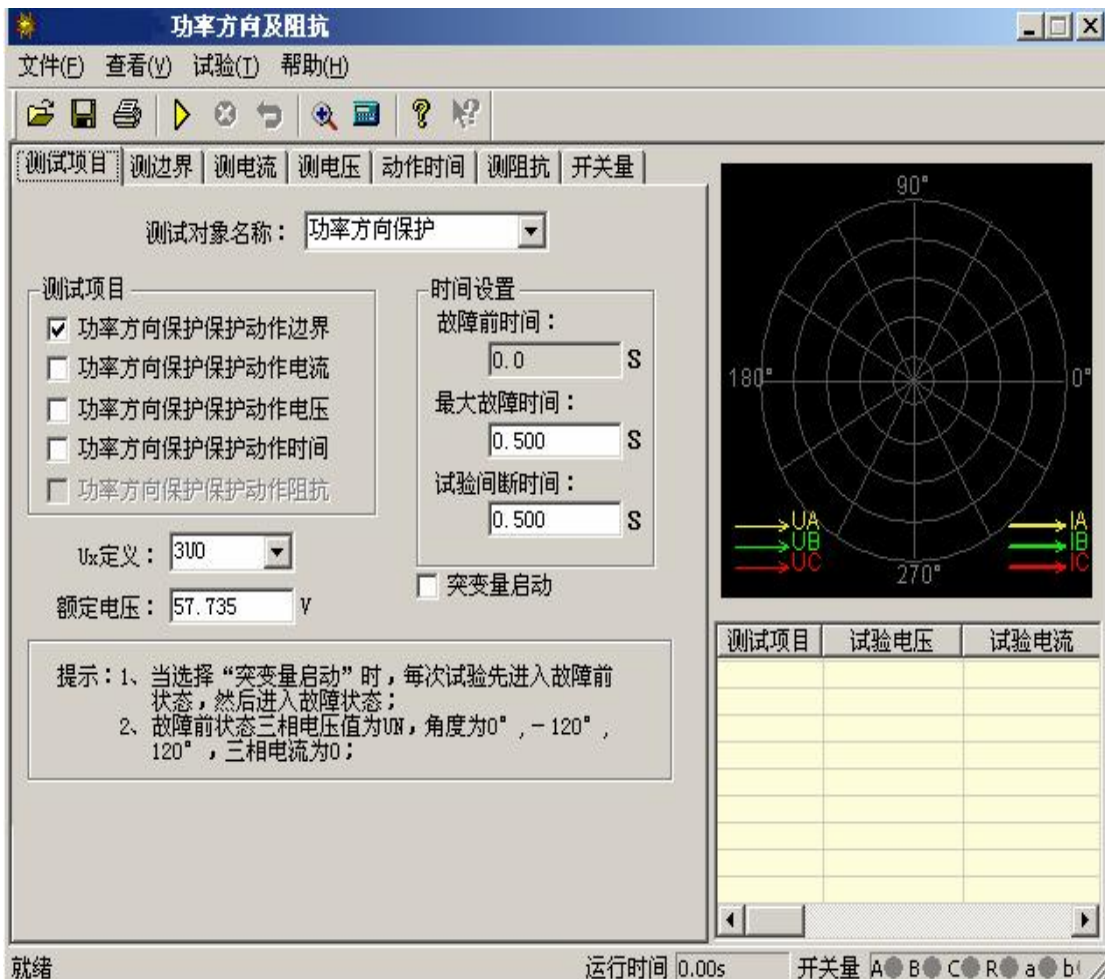 功率方向及阻抗
文件(F) 查看(V) 试验(T) 帮助(H)
测试项目 测边界 测电流 测电压 动作时间 测阻抗 开关量
测试对象名称： 功率方向保护
测试项目
功率方向保护保护动作边界
功率方向保护保护动作电流
功率方向保护保护动作电压
功率方向保护保护动作时间
功率方向保护保护动作阻抗
时间设置
故障前时间：
0.0 S
最大故障时间：
0.500 S
试验间断时间：
0.500 S
Ux定义： 3U0
突变量启动
额定电压： 57.735 V
提示：1、当选择“突变量启动”时，每次试验先进入故障前
状态，然后进入故障状态；
2、故障前状态三相电压值为UN，角度为0°,－120°,
120°，三相电流为0；
90°
180° 0°
270°
UA IA
UB IB
UC IC
测试项目 试验电压 试验电流
就绪 运行时间 0.00s 开关量 A B C R a b